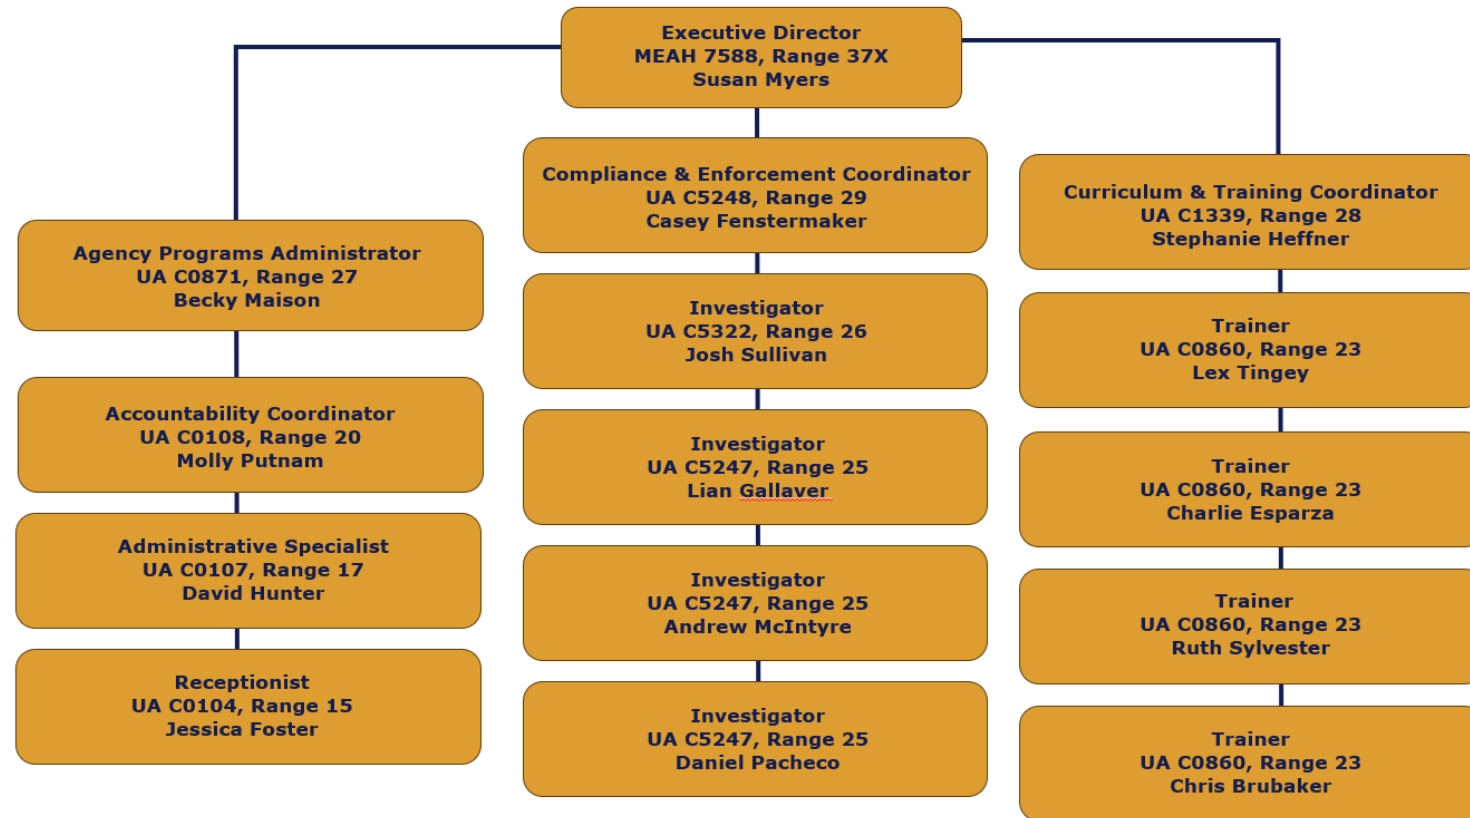 Executive Director
MEAH 7588, Range 37X
Susan Myers
Agency Programs Administrator
UA C0871, Range 27
Becky Maison
Accountability Coordinator
UA C0108, Range 20
Molly Putnam
Administrative Specialist
UA C0107, Range 17
David Hunter
Receptionist
UA C0104, Range 15
Jessica Foster
Compliance & Enforcement Coordinator
UA C5248, Range 29
Casey Fenstermaker
Investigator
UA C5322, Range 26
Josh Sullivan
Investigator
UA C5247, Range 25
Lian Gallaver
Investigator
UA C5247, Range 25
Andrew McIntyre
Investigator
UA C5247, Range 25
Daniel Pacheco
Curriculum & Training Coordinator
UA C1339, Range 28
Stephanie Heffner
Trainer
UA C0860, Range 23
Lex Tingey
Trainer
UA C0860, Range 23
Charlie Esparza
Trainer
UA C0860, Range 23
Ruth Sylvester
Trainer
UA C0860, Range 23
Chris Brubaker